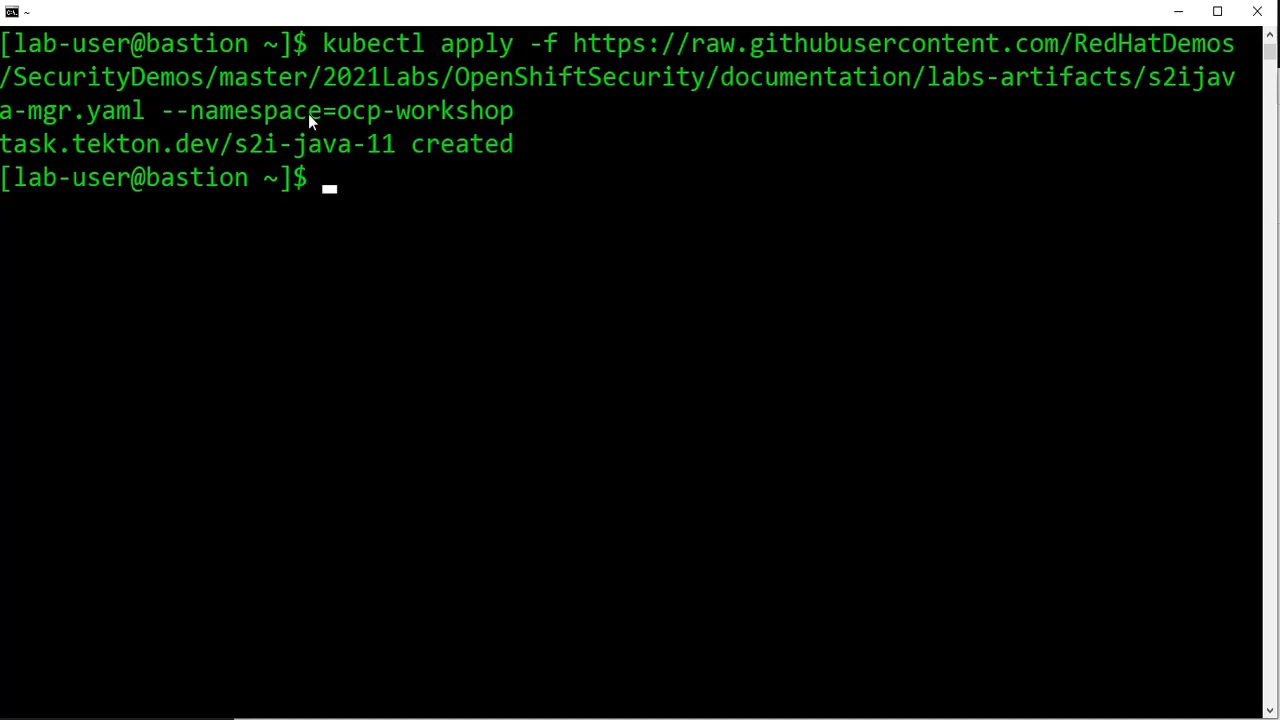 ~
[lab-user@bastion ~]$ kubectl apply -f https://raw.githubusercontent.com/RedHatDemos
/SecurityDemos/master/2021Labs/OpenShiftSecurity/documentation/labs-artifacts/s2ijav
a-mgr.yaml --namespace=ocp-workshop
task.tekton.dev/s2i-java-11 created
[lab-user@bastion ~]$